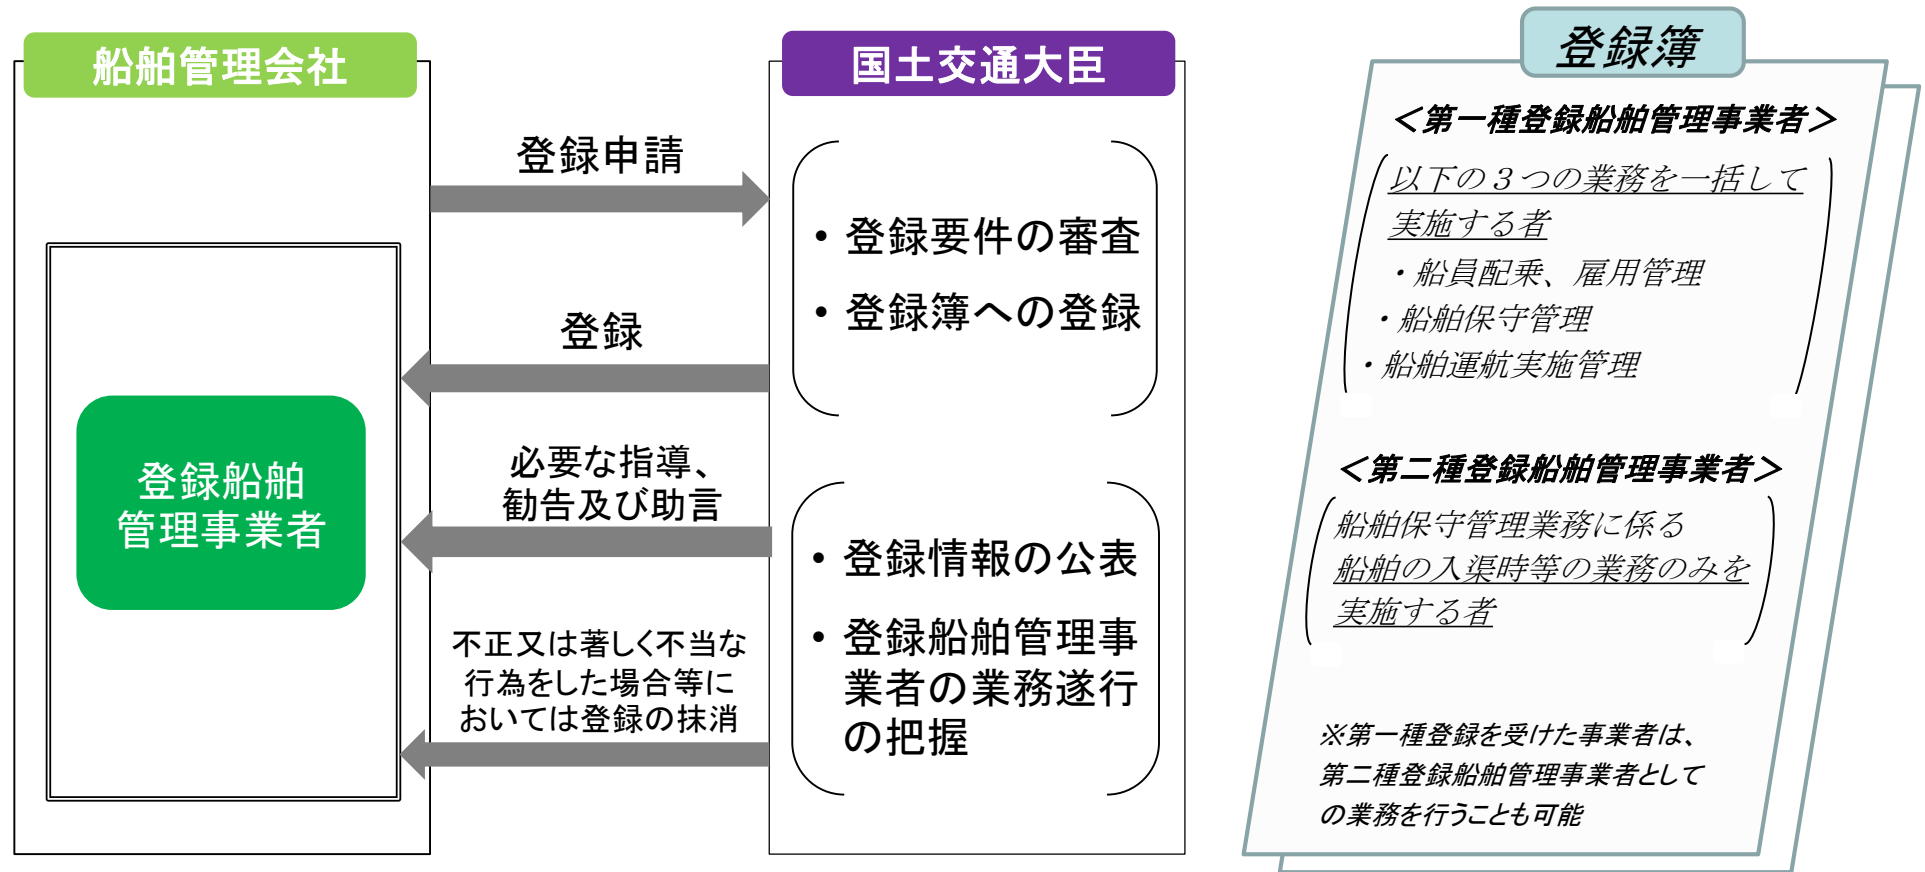 船舶管理会社
登録船舶
管理事業者
登録申請
登録
必要な指導、
勧告及び助言
不正又は著しく不当な
行為をした場合等に
おいては登録の抹消
国土交通大臣
・登録要件の審査
・登録簿への登録
・登録情報の公表
・登録船舶管理事
業者の業務遂行
の把握
登録簿
＜第一種登録船舶管理事業者＞
以下の３つの業務を一括して
実施する者
・船員配乗、雇用管理
・船舶保守管理
・船舶運航実施管理
＜第二種登録船舶管理事業者＞
船舶保守管理業務に係る
船舶の入渠時等の業務のみを
実施する者
※第一種登録を受けた事業者は、
第二種登録船舶管理事業者として
の業務を行うことも可能